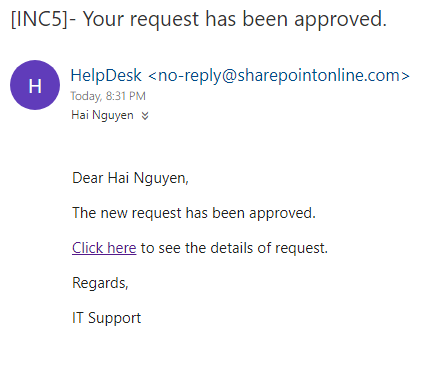 [INC5]- Your request has been approved.
H
HelpDesk <no-reply@sharepointonline.com>
Today, 8:31 PM
Hai Nguyen
Dear Hai Nguyen,
The new request has been approved.
Click here to see the details of request.
Regards,
IT Support